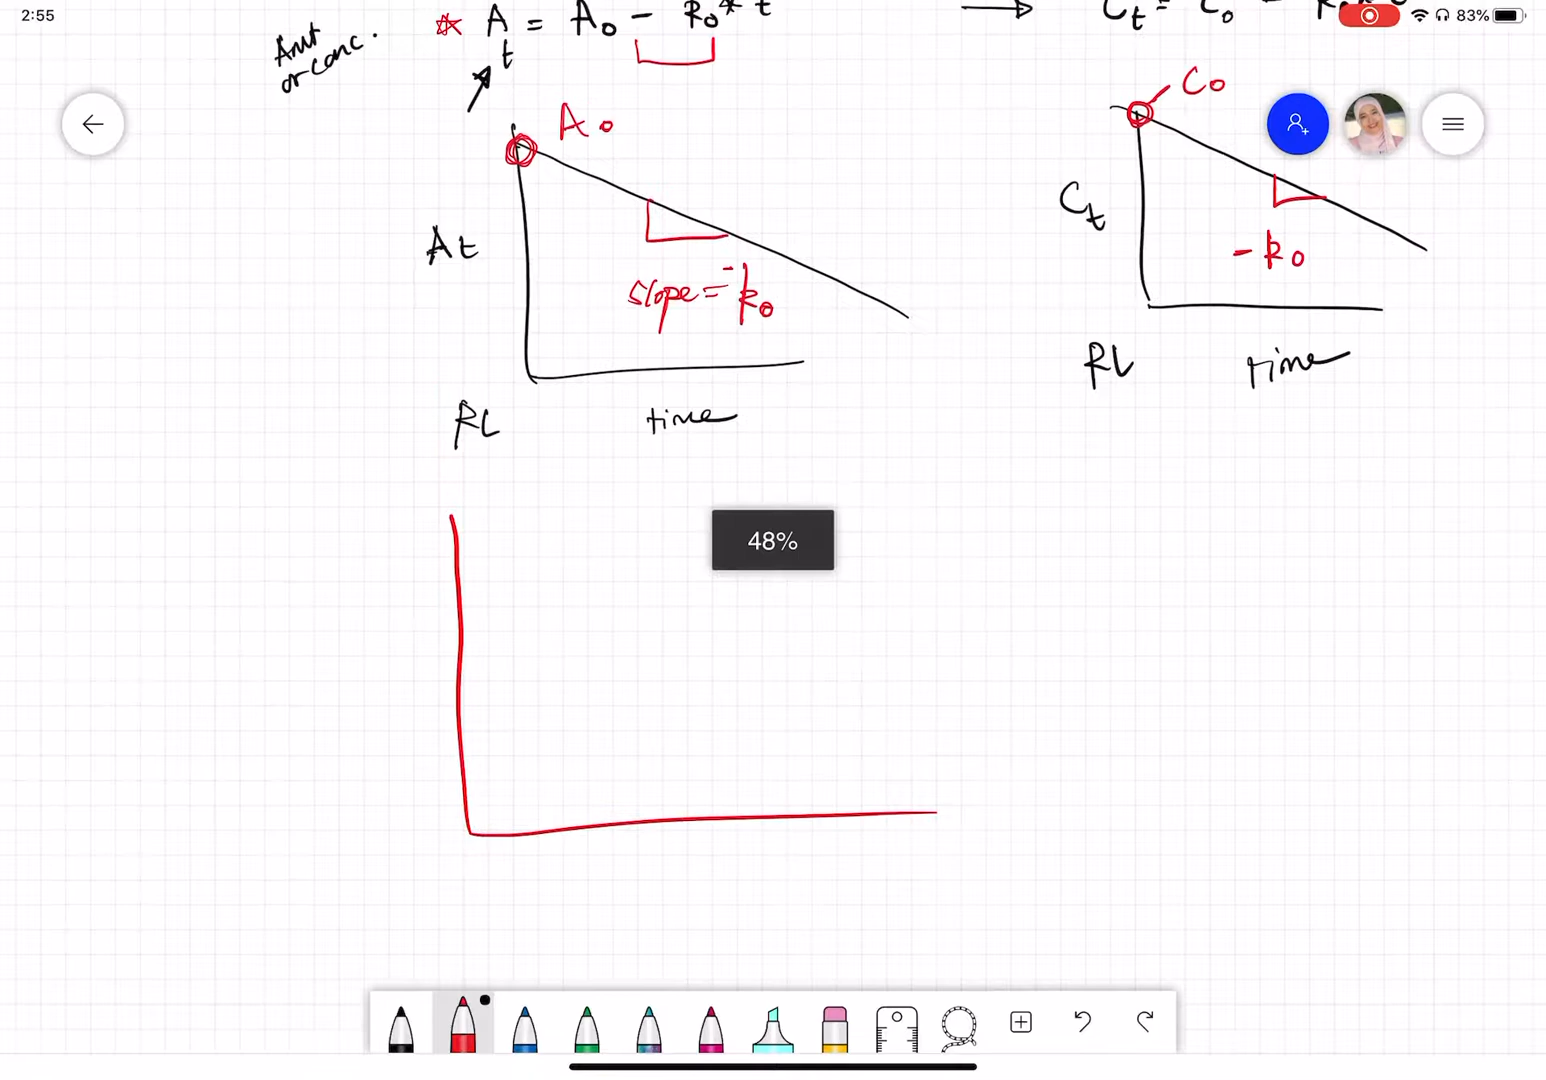 2:55
83%
☆ A t = A₀ - k₀ * t → C t = C₀ -
Amt or conc.
A₀
C₀
At
Ct
slope = -k₀
-k₀
RL time
RL time
48%